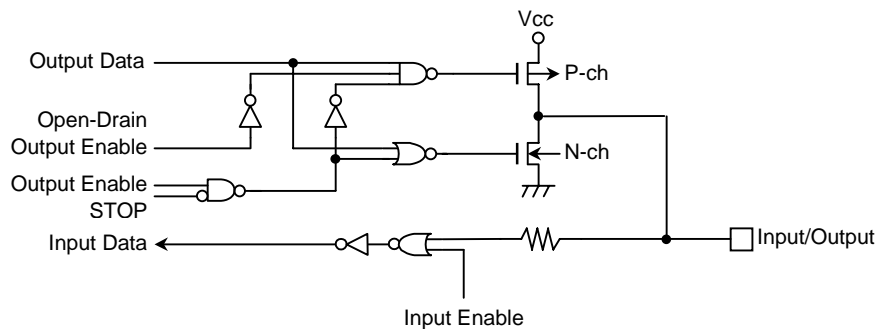 Vcc
Output Data
P-ch
Open-Drain
Output Enable
N-ch
Output Enable
STOP
Input Data
Input/Output
Input Enable